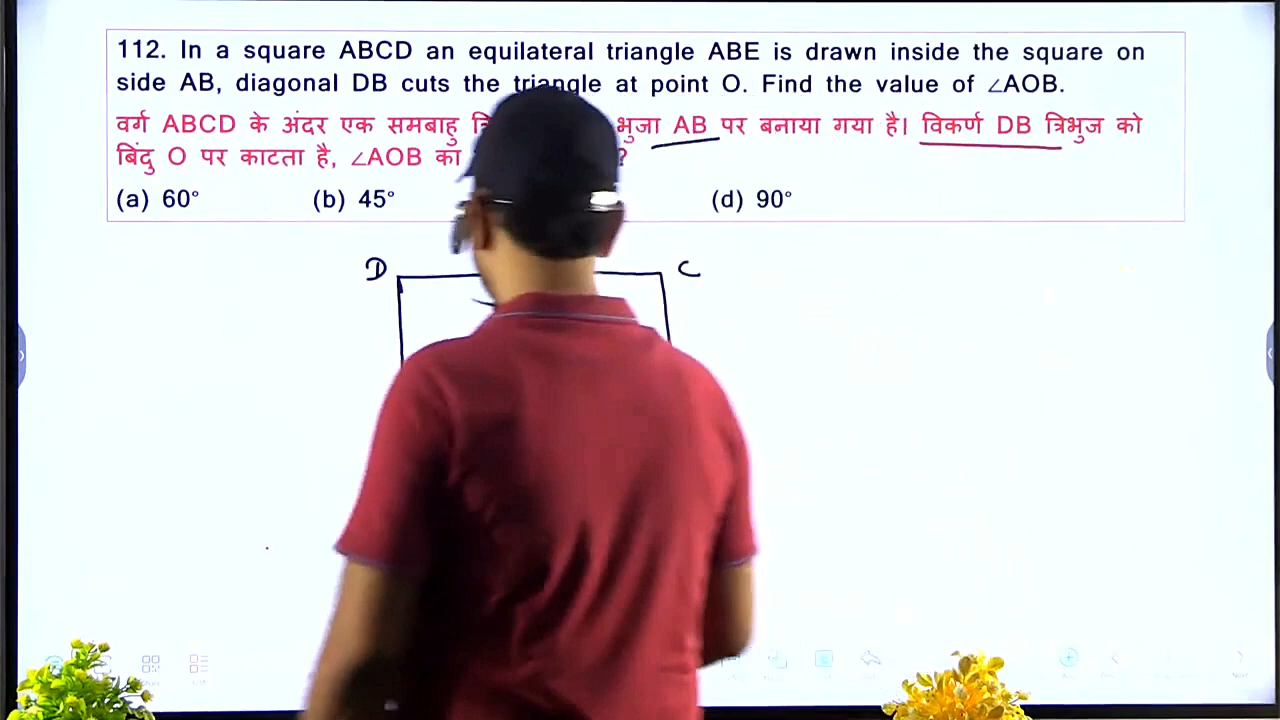 112. In a square ABCD an equilateral triangle ABE is drawn inside the square on
side AB, diagonal DB cuts the triangle at point O. Find the value of ∠AOB.
वर्ग ABCD के अंदर एक समबाहु भुजा AB पर बनाया गया है। विकर्ण DB त्रिभुज को
बिंदु O पर काटता है, ∠AOB का ?
(a) 60° (b) 45° (d) 90°
D C